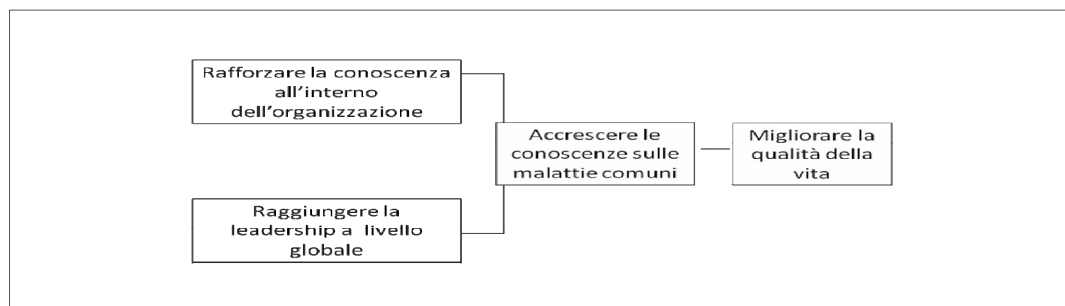 Rafforzare la conoscenza
all'interno
dell'organizzazione
Accrescere le
conoscenze sulle
malattie comuni
Migliorare la
qualità della
vita
Raggiungere la
leadership a livello
globale